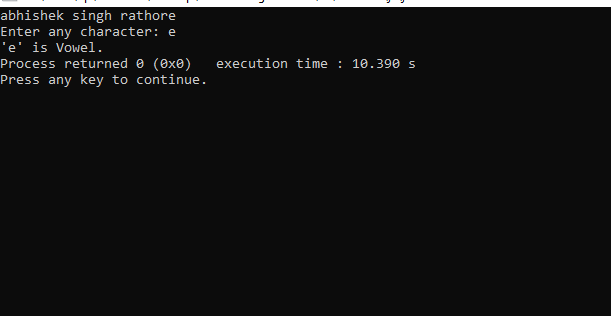 abhishek singh rathore
Enter any character: e
'e' is Vowel.
Process returned 0 (0x0)   execution time : 10.390 s
Press any key to continue.